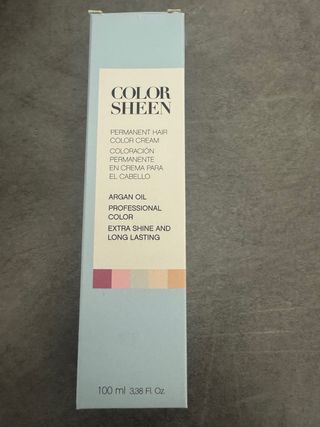 COLOR
SHEEN
PERMANENT HAIR
COLOR CREAM
COLORACIÓN
PERMANENTE
EN CREMA PARA
EL CABELLO
ARGAN OIL
PROFESSIONAL
COLOR
EXTRA SHINE AND
LONG LASTING
100 ml 3,38 Fl. Oz.